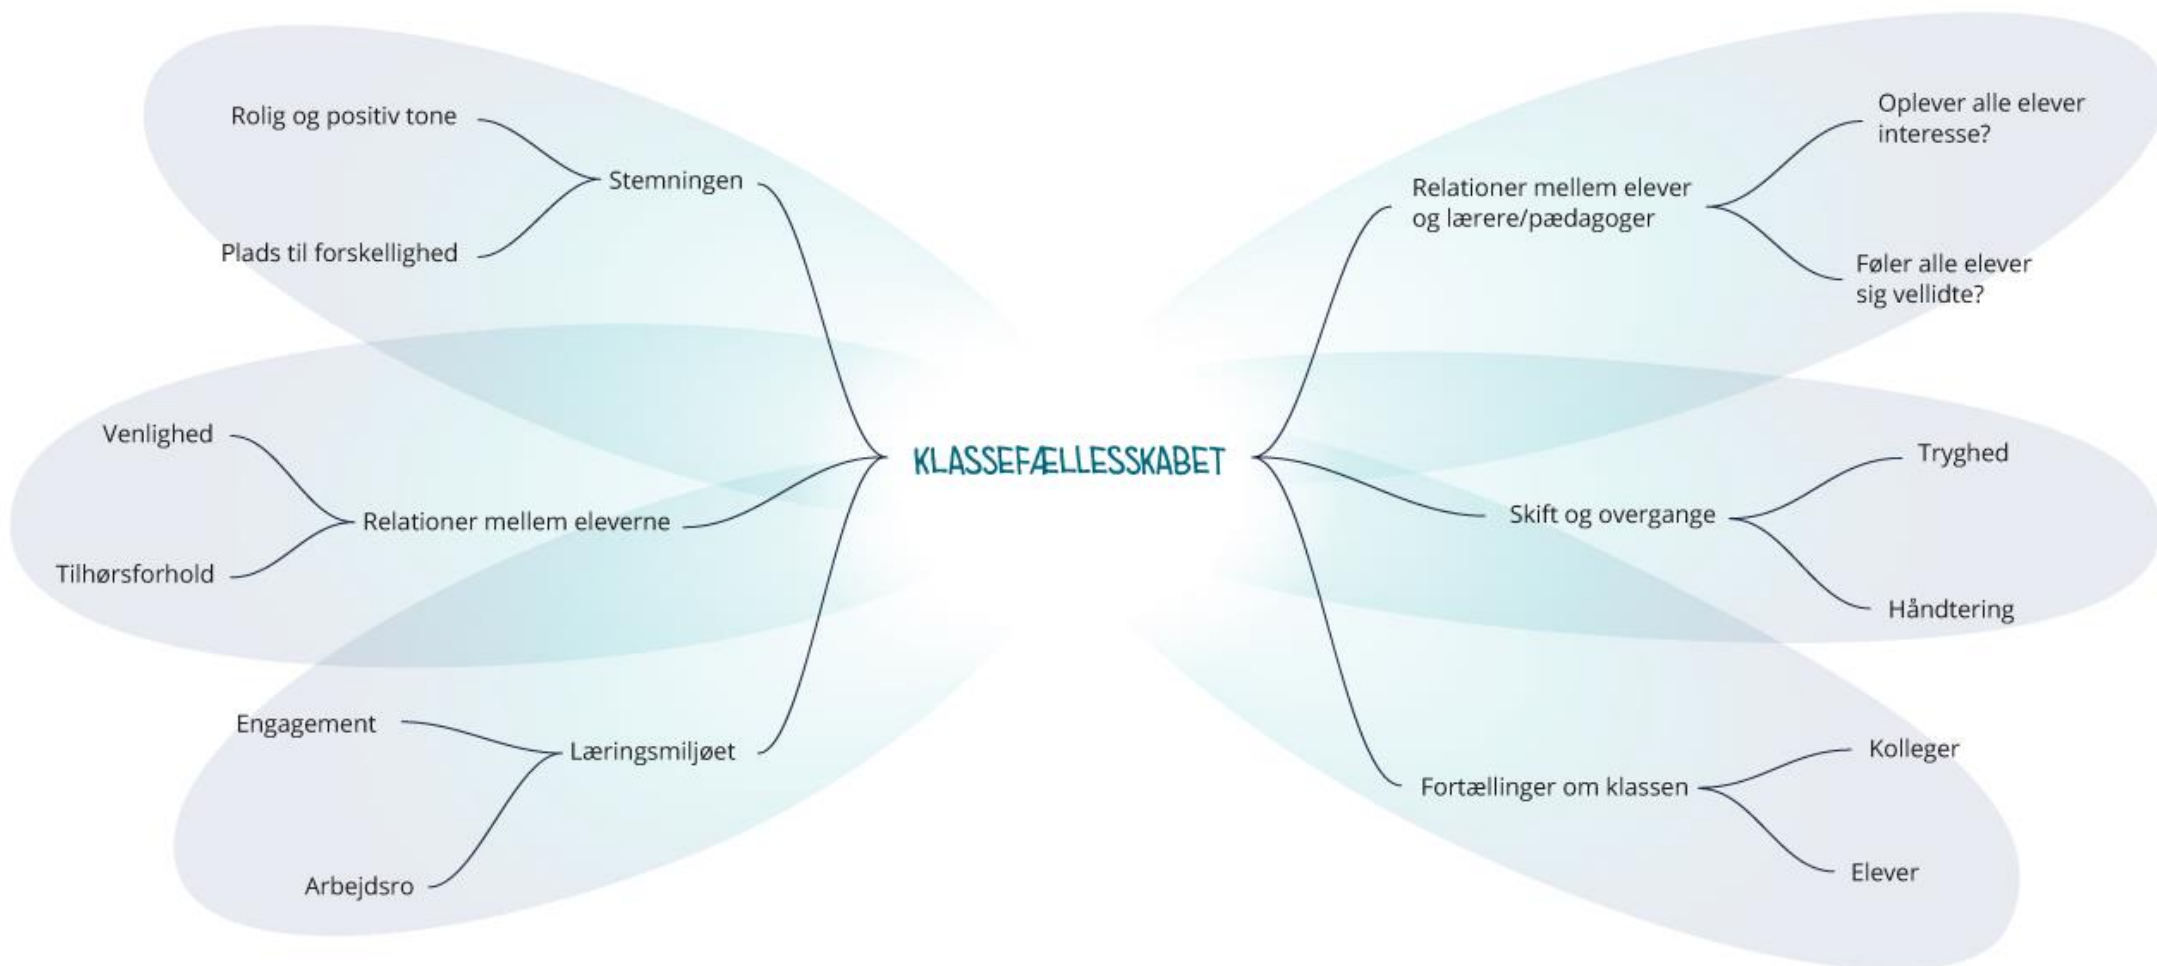 Rolig og positiv tone
Stemningen
Plads til forskellighed
Venlighed
Relationer mellem eleverne
Tilhørsforhold
Engagement
Læringsmiljøet
Arbejdsro
KLASSEFÆLLESSKABET
Relationer mellem elever
og lærere/pædagoger
Oplever alle elever
interesse?
Føler alle elever
sig vellidte?
Skift og overgange
Tryghed
Håndtering
Fortællinger om klassen
Kolleger
Elever